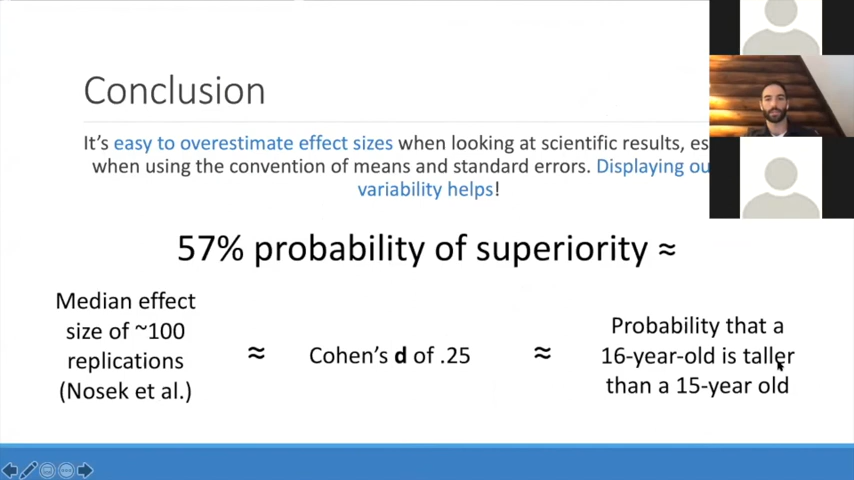 Conclusion
It's easy to overestimate effect sizes when looking at scientific results,
when using the convention of means and standard errors. Displaying
variability helps!
57% probability of superiority ≈
Median effect
size of ~100
replications
(Nosek et al.)
≈
Cohen's d of .25
≈
Probability that a
16-year-old is taller
than a 15-year old